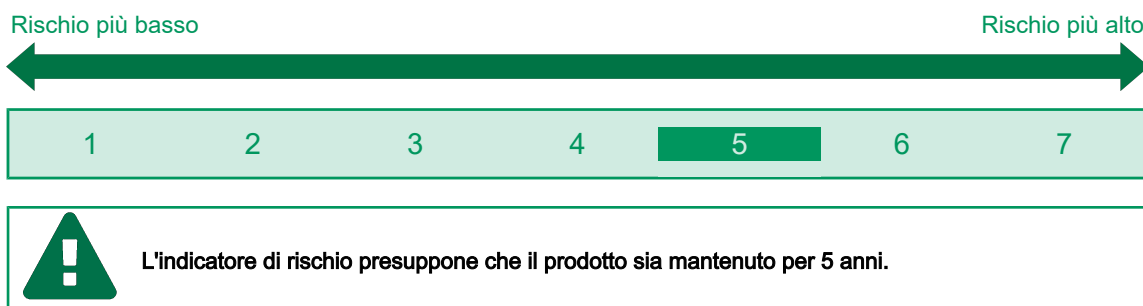 Rischio più basso Rischio più alto
1 2 3 4 5 6 7
L'indicatore di rischio presuppone che il prodotto sia mantenuto per 5 anni.